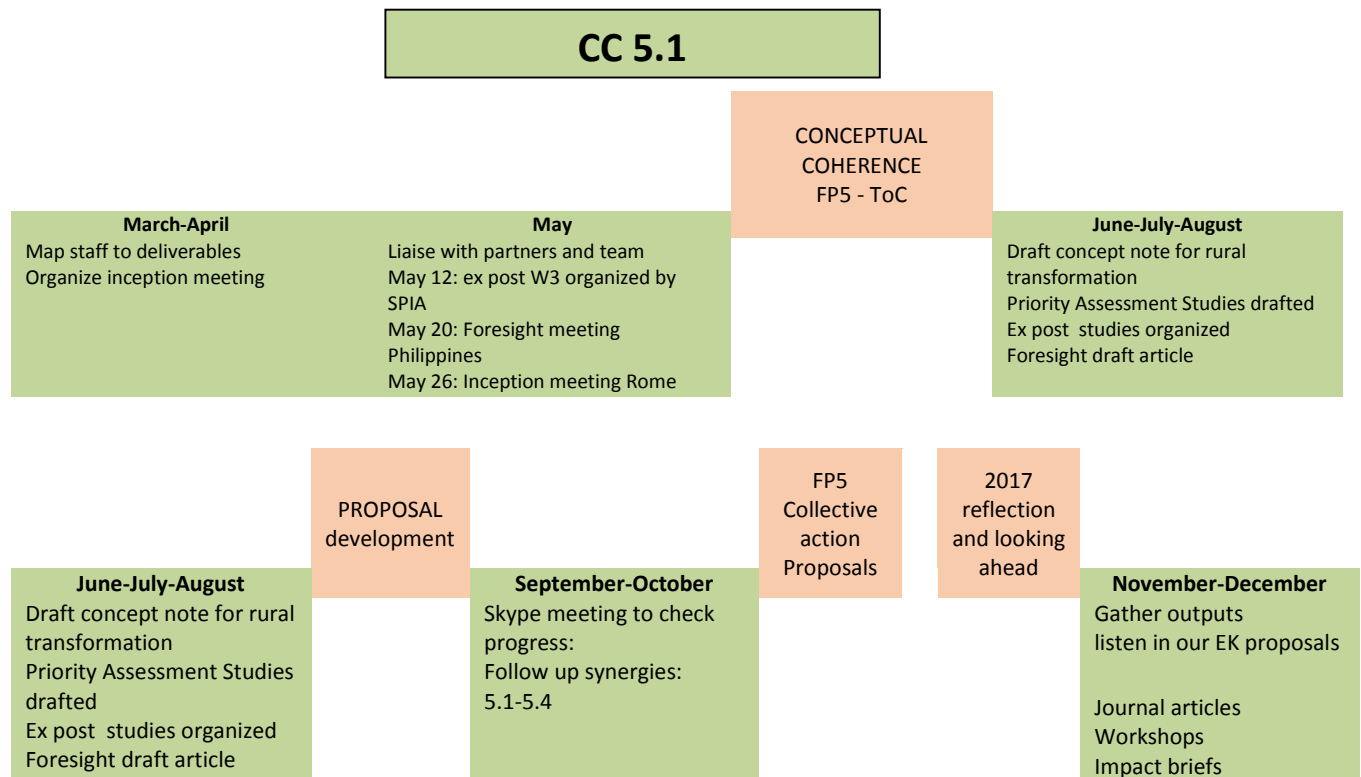 CC 5.1
CONCEPTUAL
COHERENCE
FP5 - ToC
March-April
Map staff to deliverables
Organize inception meeting
May
Liaise with partners and team
May 12: ex post W3 organized by
SPIA
May 20: Foresight meeting
Philippines
May 26: Inception meeting Rome
June-July-August
Draft concept note for rural
transformation
Priority Assessment Studies drafted
Ex post  studies organized
Foresight draft article
PROPOSAL
development
FP5
Collective
action
Proposals
2017
reflection
and looking
ahead
June-July-August
Draft concept note for rural
transformation
Priority Assessment Studies
drafted
Ex post  studies organized
Foresight draft article
September-October
Skype meeting to check
progress:
Follow up synergies:
5.1-5.4
November-December
Gather outputs
listen in our EK proposals
Journal articles
Workshops
Impact briefs